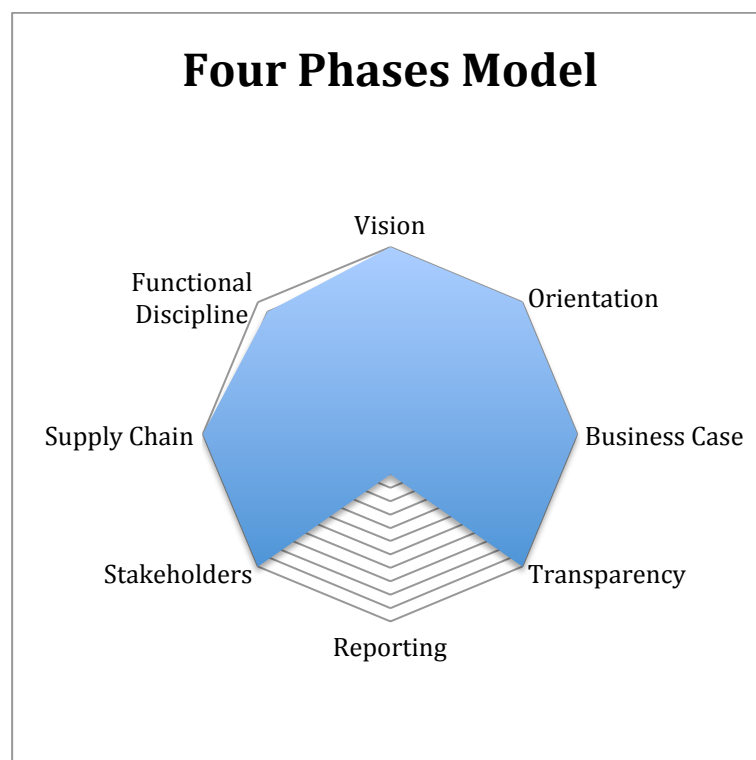 Four Phases Model
Vision
Orientation
Business Case
Transparency
Reporting
Stakeholders
Supply Chain
Functional
Discipline